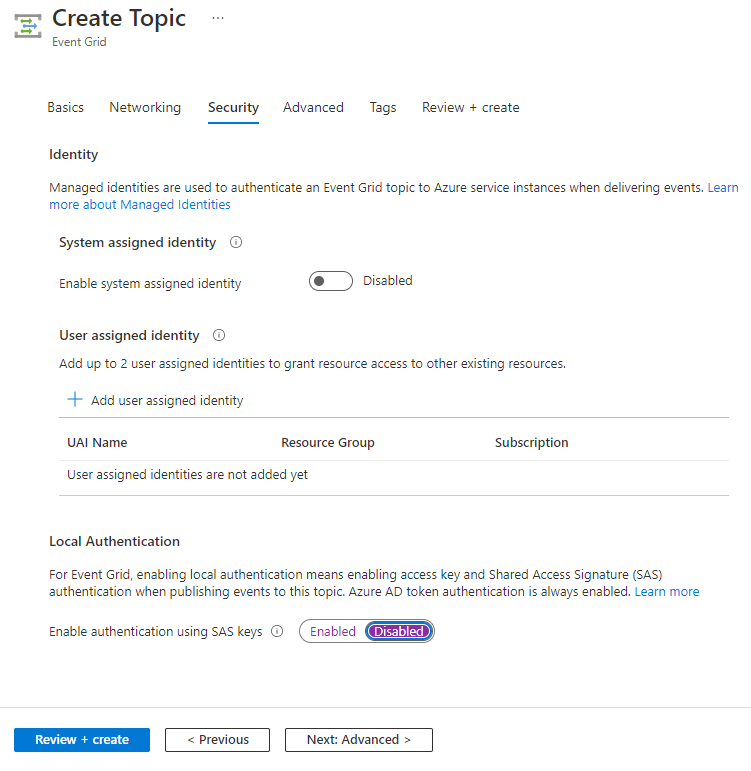 Create Topic ...
Event Grid
Basics Networking Security Advanced Tags Review + create
Identity
Managed identities are used to authenticate an Event Grid topic to Azure service instances when delivering events. Learn
more about Managed Identities
System assigned identity
Enable system assigned identity Disabled
User assigned identity
Add up to 2 user assigned identities to grant resource access to other existing resources.
+ Add user assigned identity
UAI Name Resource Group Subscription
User assigned identities are not added yet
Local Authentication
For Event Grid, enabling local authentication means enabling access key and Shared Access Signature (SAS)
authentication when publishing events to this topic. Azure AD token authentication is always enabled. Learn more
Enable authentication using SAS keys Enabled Disabled
Review + create < Previous Next: Advanced >